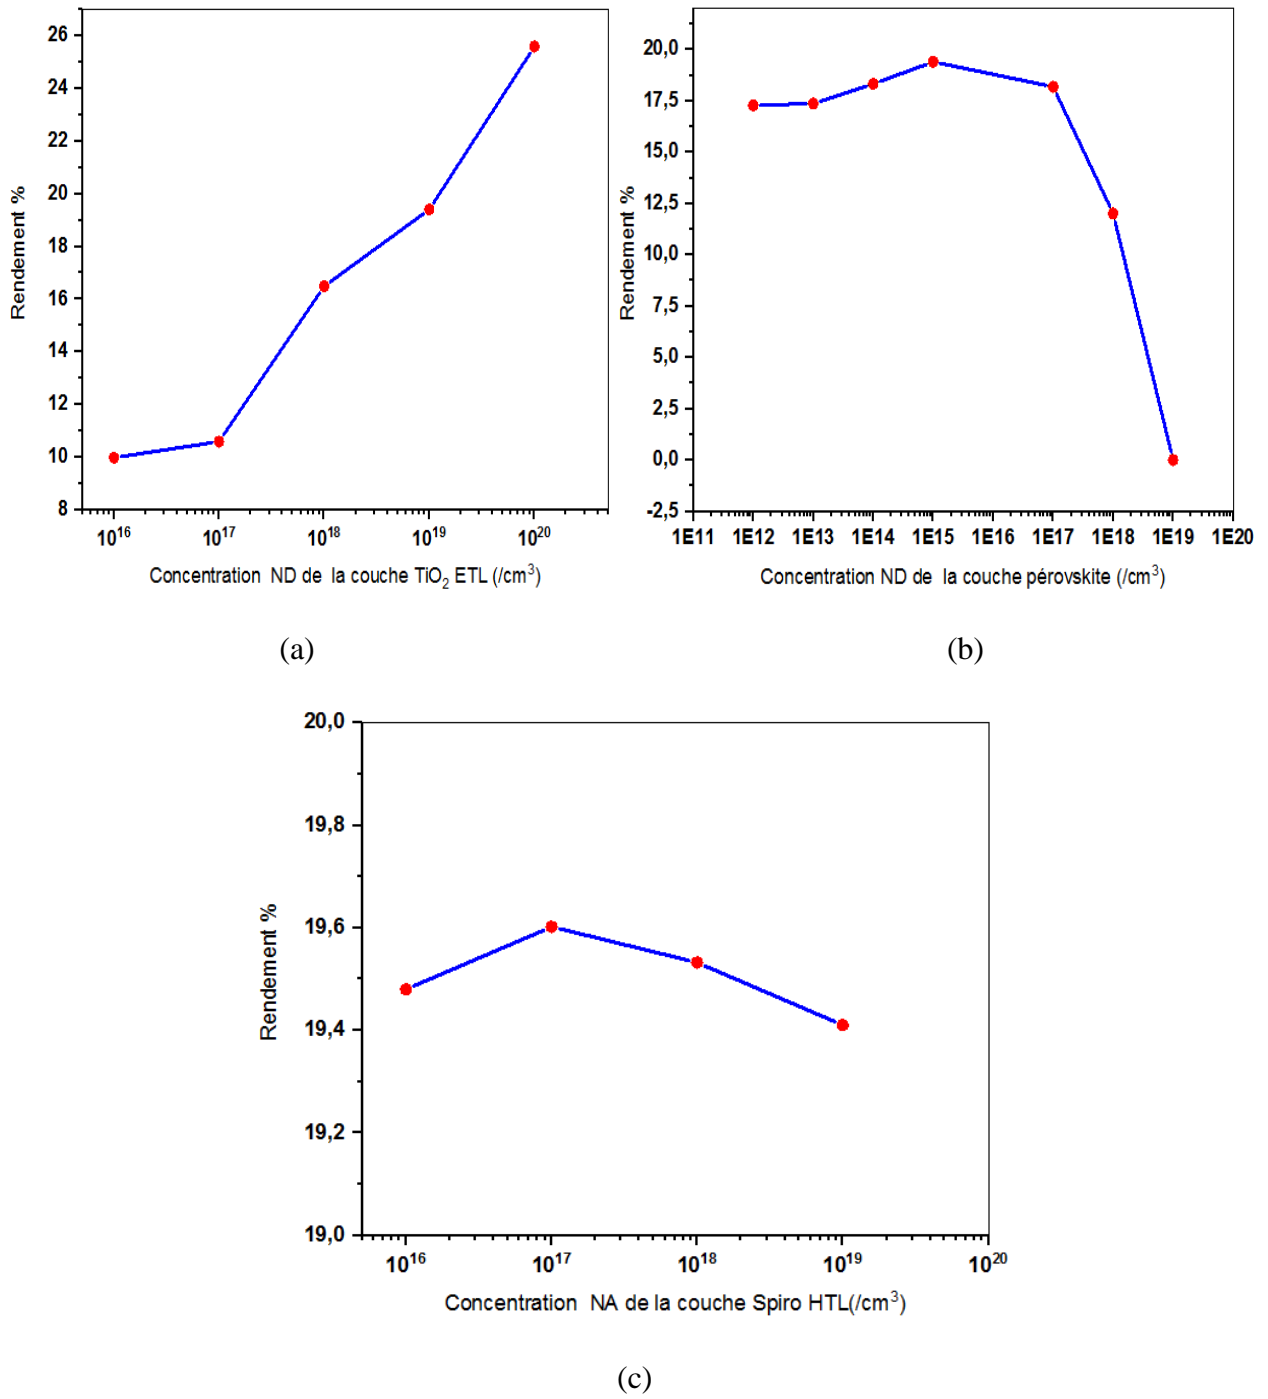 26
24
22
20
18
16
14
12
10
8
Rendement %
10^16 10^17 10^18 10^19 10^20
Concentration ND de la couche TiO₂ ETL (/cm³)
(a)
20,0
17,5
15,0
12,5
10,0
7,5
5,0
2,5
0,0
-2,5
Rendement %
1E11 1E12 1E13 1E14 1E15 1E16 1E17 1E18 1E19 1E20
Concentration ND de la couche pérovskite (/cm³)
(b)
20,0
19,8
19,6
19,4
19,2
19,0
Rendement %
10^16 10^17 10^18 10^19 10^20
Concentration NA de la couche Spiro HTL(/cm³)
(c)